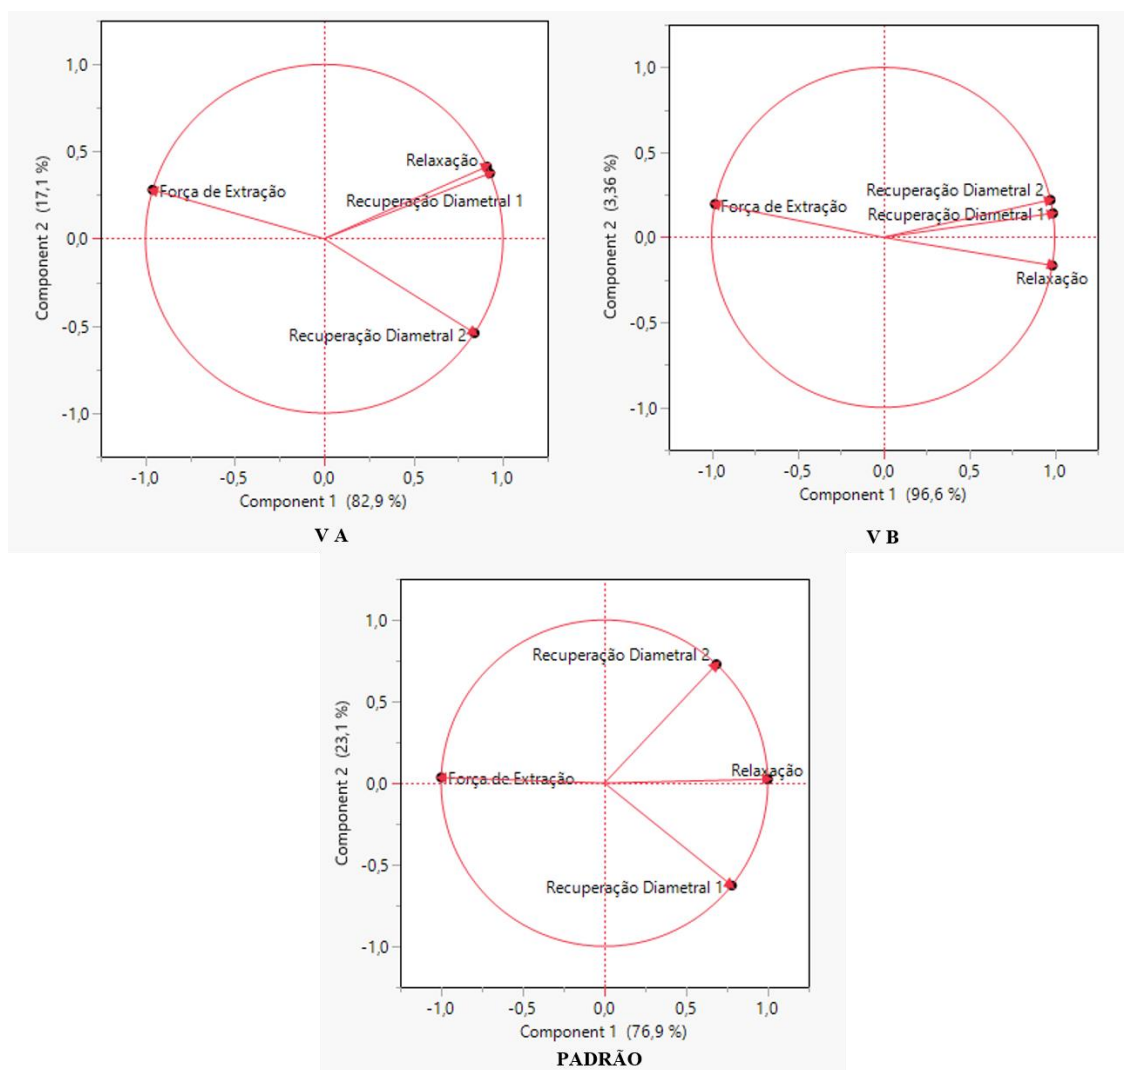 1,0
0,5
0,0
-0,5
-1,0
Component 2 (17,1 %)
Relaxação
Força de Extração
Recuperação Diametral 1
Recuperação Diametral 2
-1,0 -0,5 0,0 0,5 1,0
Component 1 (82,9 %)
V A
1,0
0,5
0,0
-0,5
-1,0
Component 2 (3,36 %)
Recuperação Diametral 2
Força de Extração
Recuperação Diametral 1
Relaxação
-1,0 -0,5 0,0 0,5 1,0
Component 1 (96,6 %)
V B
1,0
0,5
0,0
-0,5
-1,0
Component 2 (23,1 %)
Recuperação Diametral 2
Relaxação
Força de Extração
Recuperação Diametral 1
-1,0 -0,5 0,0 0,5 1,0
Component 1 (76,9 %)
PADRÃO